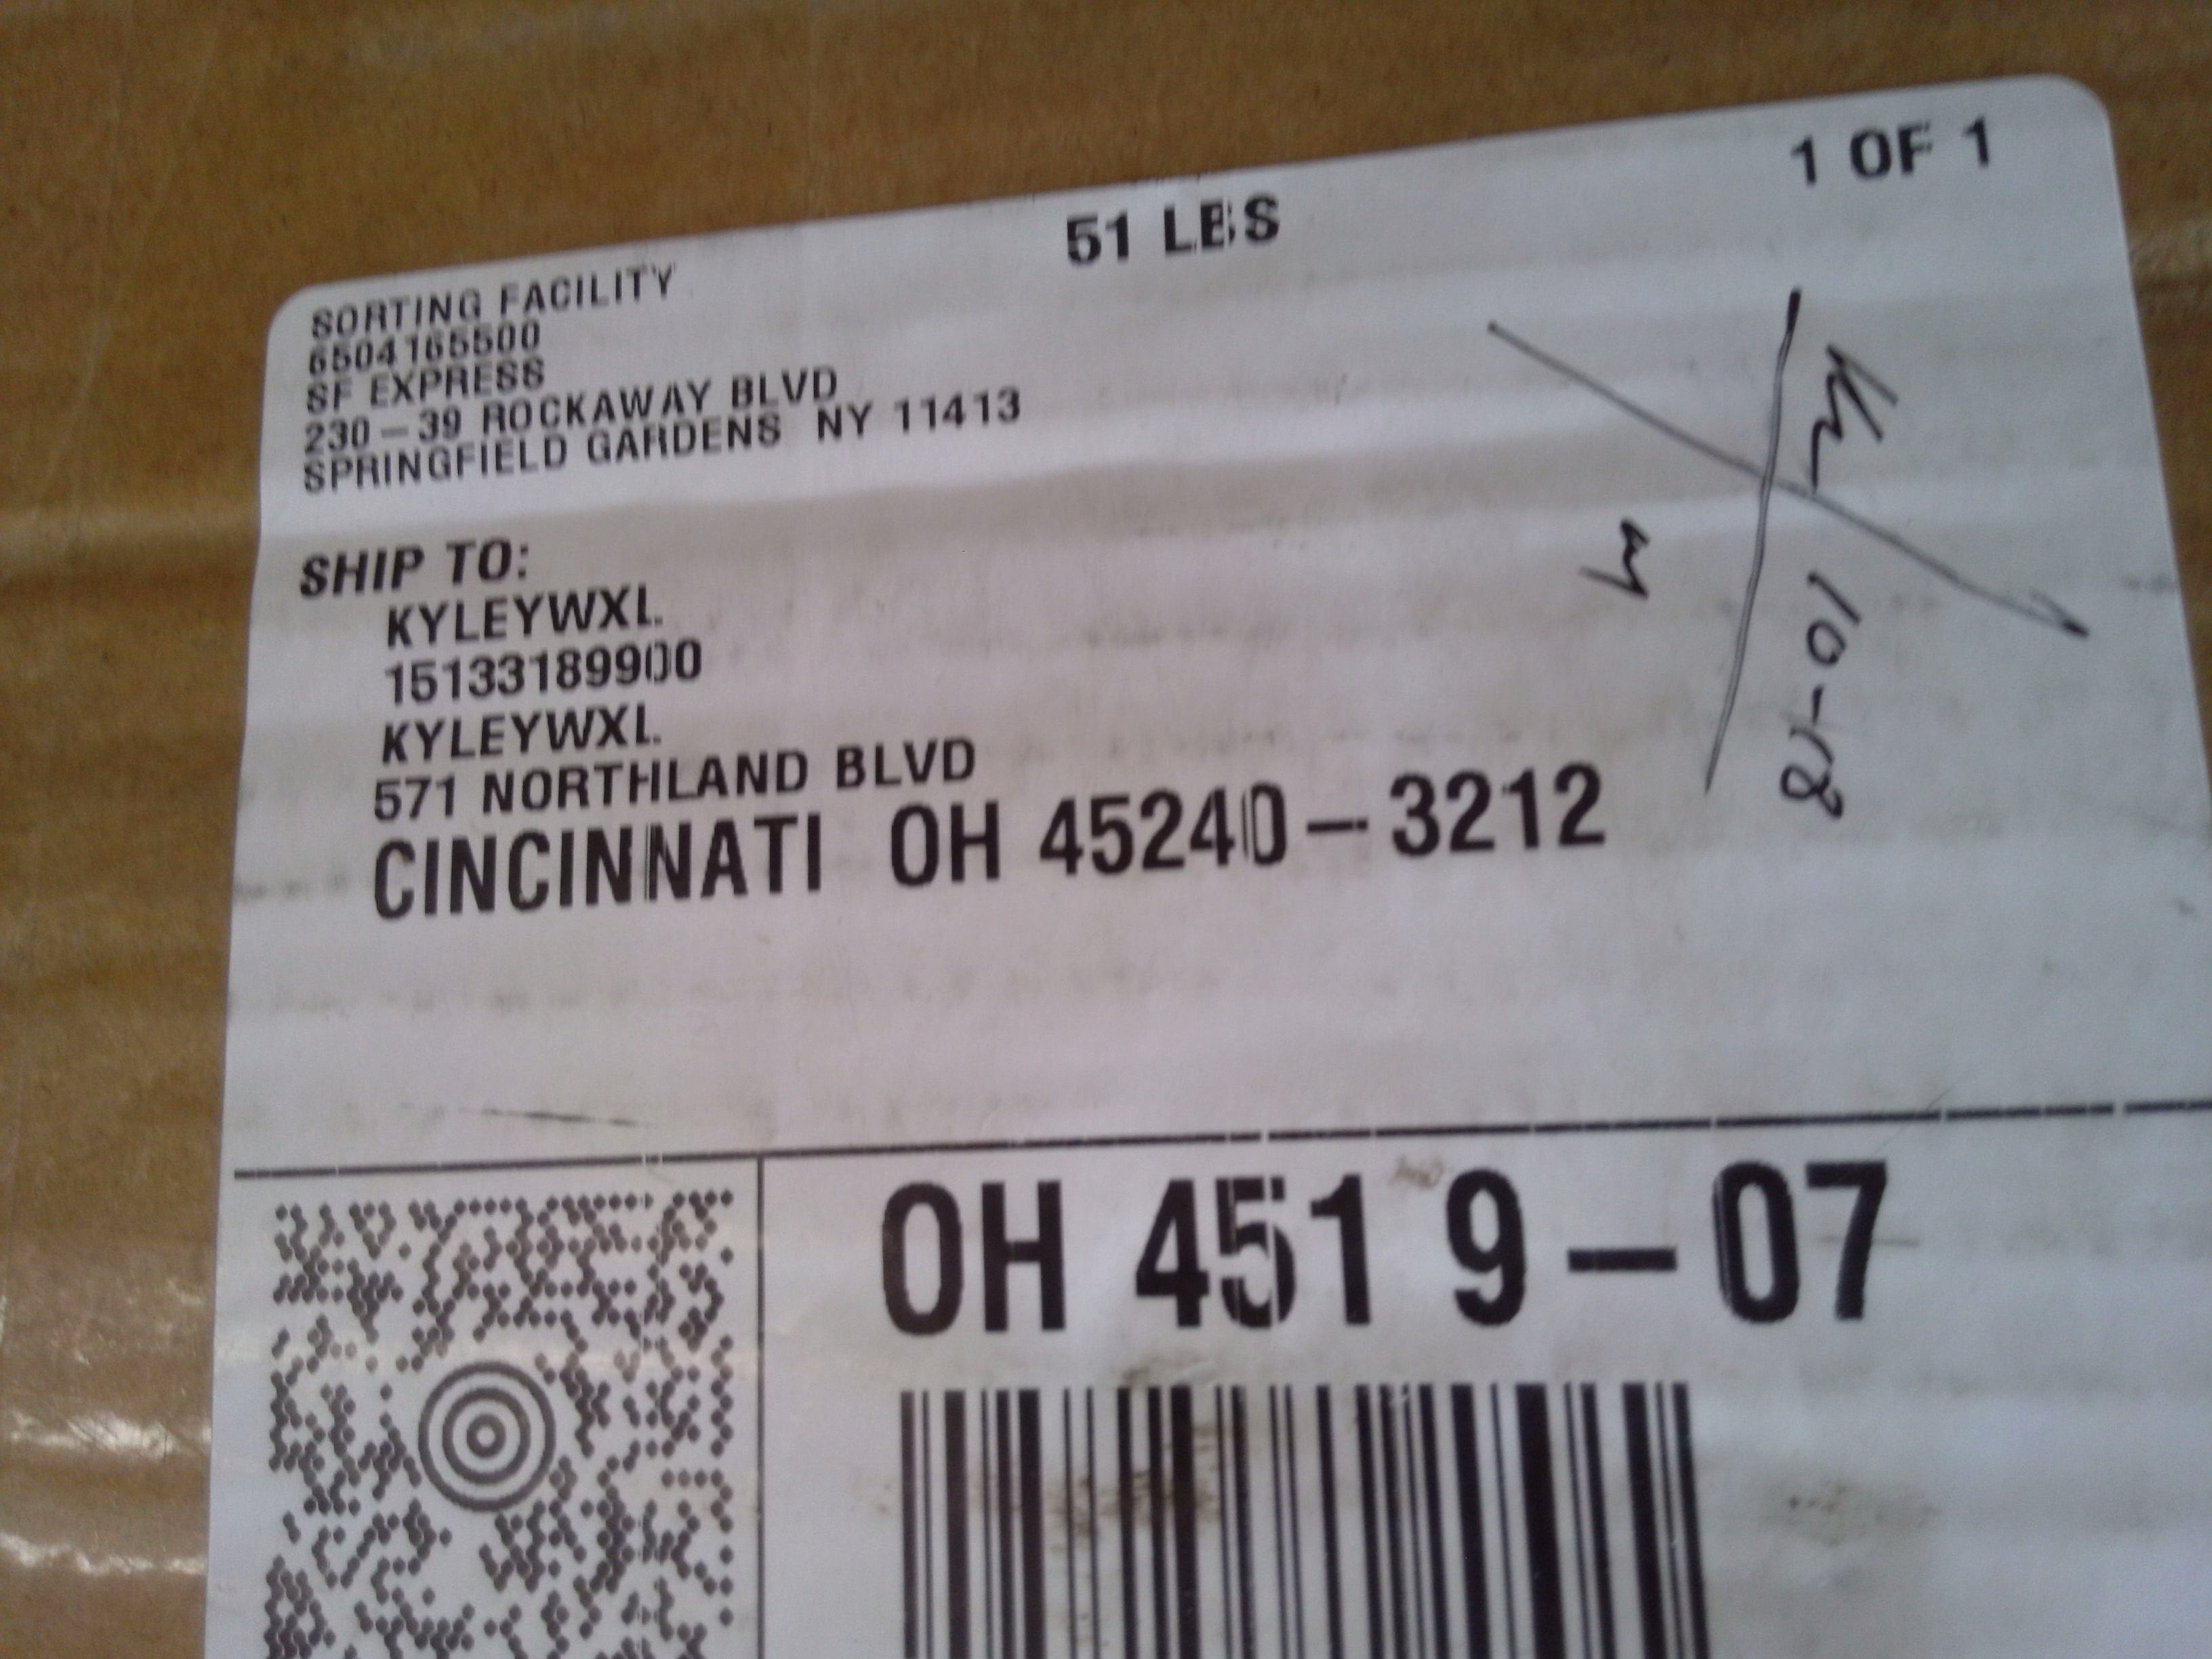 1 OF 1
51 LBS
SORTING FACILITY
6504165500
SF EXPRESS
230-39 ROCKAWAY BLVD
SPRINGFIELD GARDENS NY 11413
SHIP TO:
KYLEYWXL
15133189900
KYLEYWXL
571 NORTHLAND BLVD
CINCINNATI OH 45240-3212
10-18
OH 451 9-07